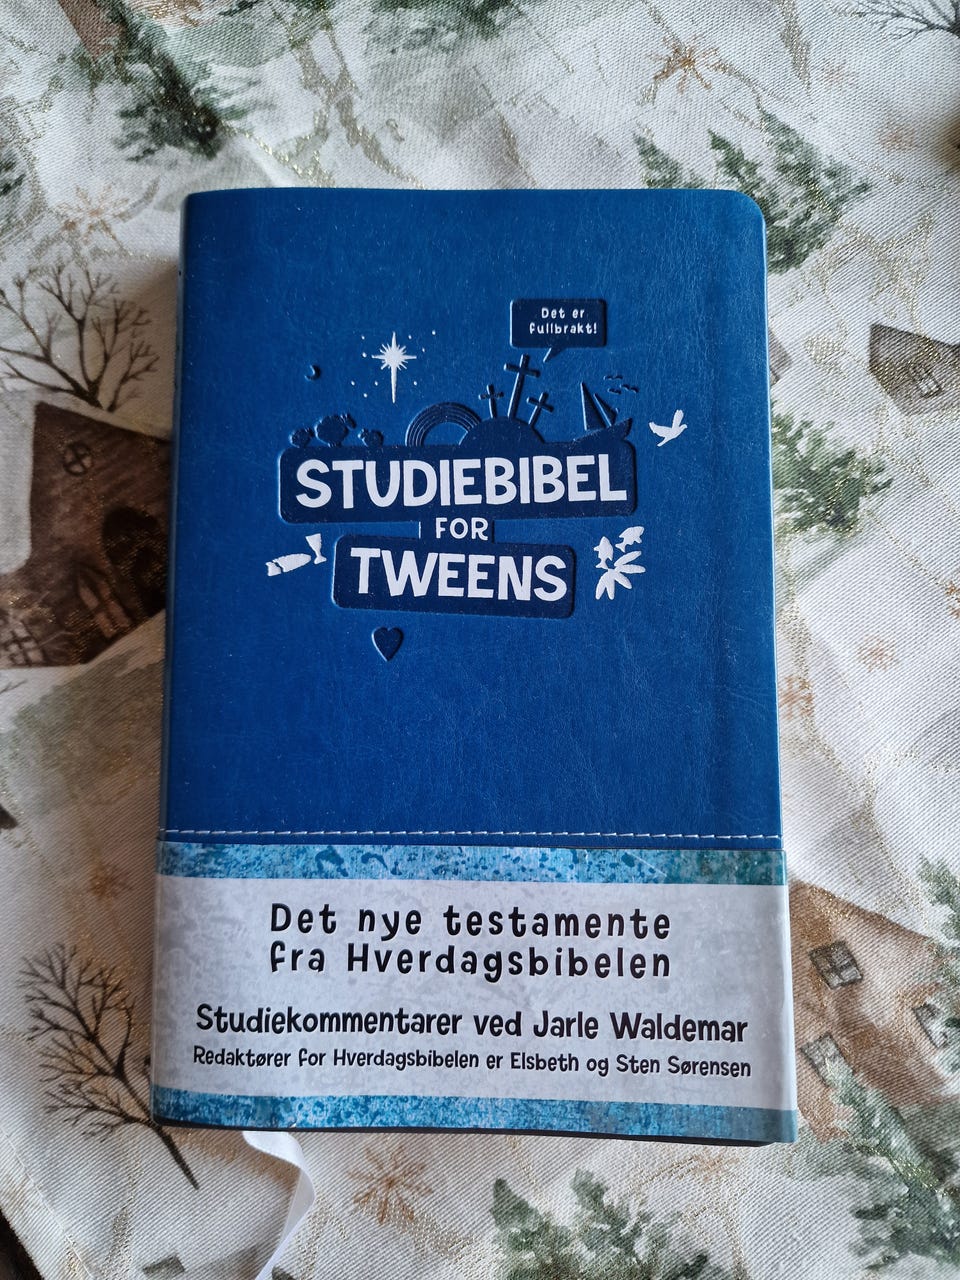 Det er
fullbrakt!
STUDIEBIBEL
FOR
TWEENS
Det nye testamente
fra Hverdagsbibelen
Studiekommentarer ved Jarle Waldemar
Redaktører for Hverdagsbibelen er Elsbeth og Sten Sørensen